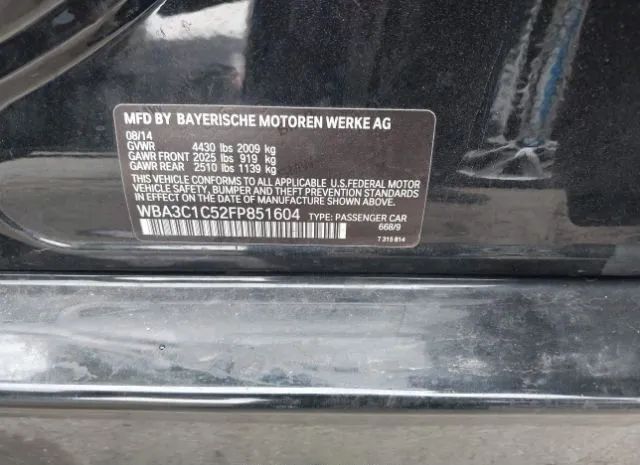 MFD BY BAYERISCHE MOTOREN WERKE AG
08/14
GVWR 4430 lbs 2009 kg
GAWR FRONT 2025 lbs 919 kg
GAWR REAR 2510 lbs 1139 kg
THIS VEHICLE CONFORMS TO ALL APPLICABLE U.S.FEDERAL MOTOR
VEHICLE SAFETY, BUMPER AND THEFT PREVENTION STANDARDS
IN EFFECT ON THE DATE OF MANUFACTURE SHOWN ABOVE.
WBA3C1C52FP851604 TYPE: PASSENGER CAR
668/9
T 315 814